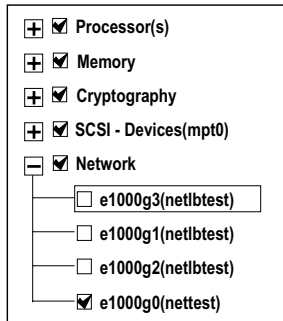 Processor(s)
Memory
Cryptography
SCSI - Devices(mpt0)
Network
e1000g3(netlbtest)
e1000g1(netlbtest)
e1000g2(netlbtest)
e1000g0(nettest)